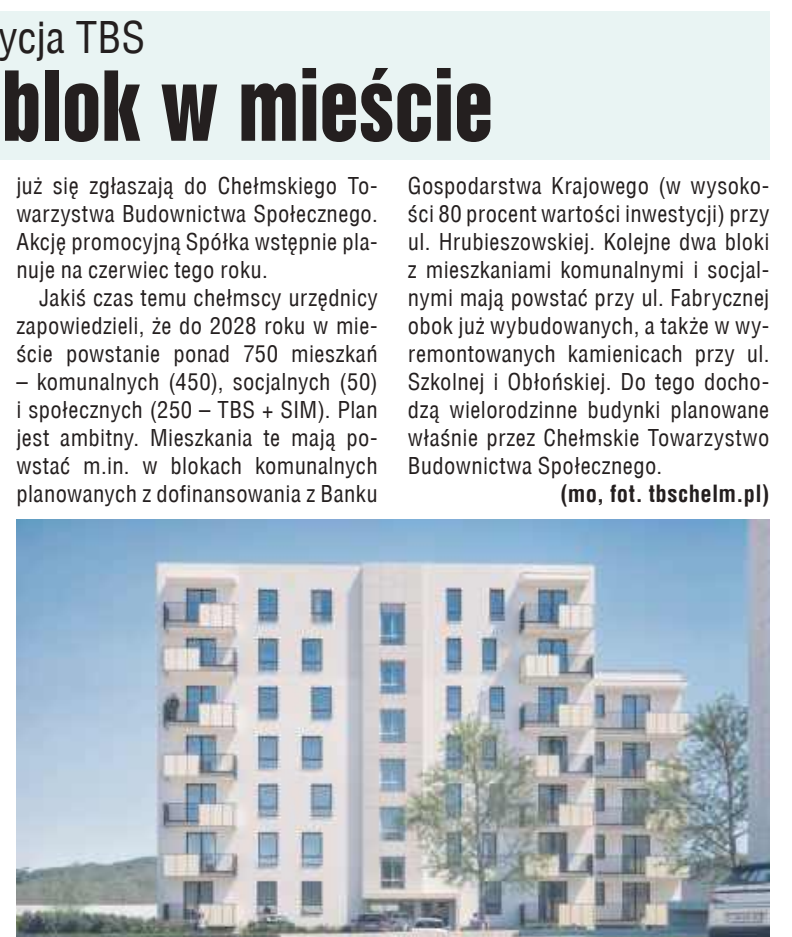 ycja TBS
blok w mieście
już się zgłaszają do Chełmskiego To-
warzystwa Budownictwa Społecznego.
Akcję promocyjną Spółka wstępnie pla-
nuje na czerwiec tego roku.
Jakiś czas temu chełmscy urzędnicy
zapowiedzieli, że do 2028 roku w mie-
ście powstanie ponad 750 mieszkań
– komunalnych (450), socjalnych (50)
i społecznych (250 – TBS + SIM). Plan
jest ambitny. Mieszkania te mają po-
wstać m.in. w blokach komunalnych
planowanych z dofinansowania z Banku
Gospodarstwa Krajowego (w wysoko-
ści 80 procent wartości inwestycji) przy
ul. Hrubieszowskiej. Kolejne dwa bloki
z mieszkaniami komunalnymi i socjal-
nymi mają powstać przy ul. Fabrycznej
obok już wybudowanych, a także w wy-
remontowanych kamienicach przy ul.
Szkolnej i Obłońskiej. Do tego docho-
dzą wielorodzinne budynki planowane
właśnie przez Chełmskie Towarzystwo
Budownictwa Społecznego.
(mo, fot. tbschelm.pl)